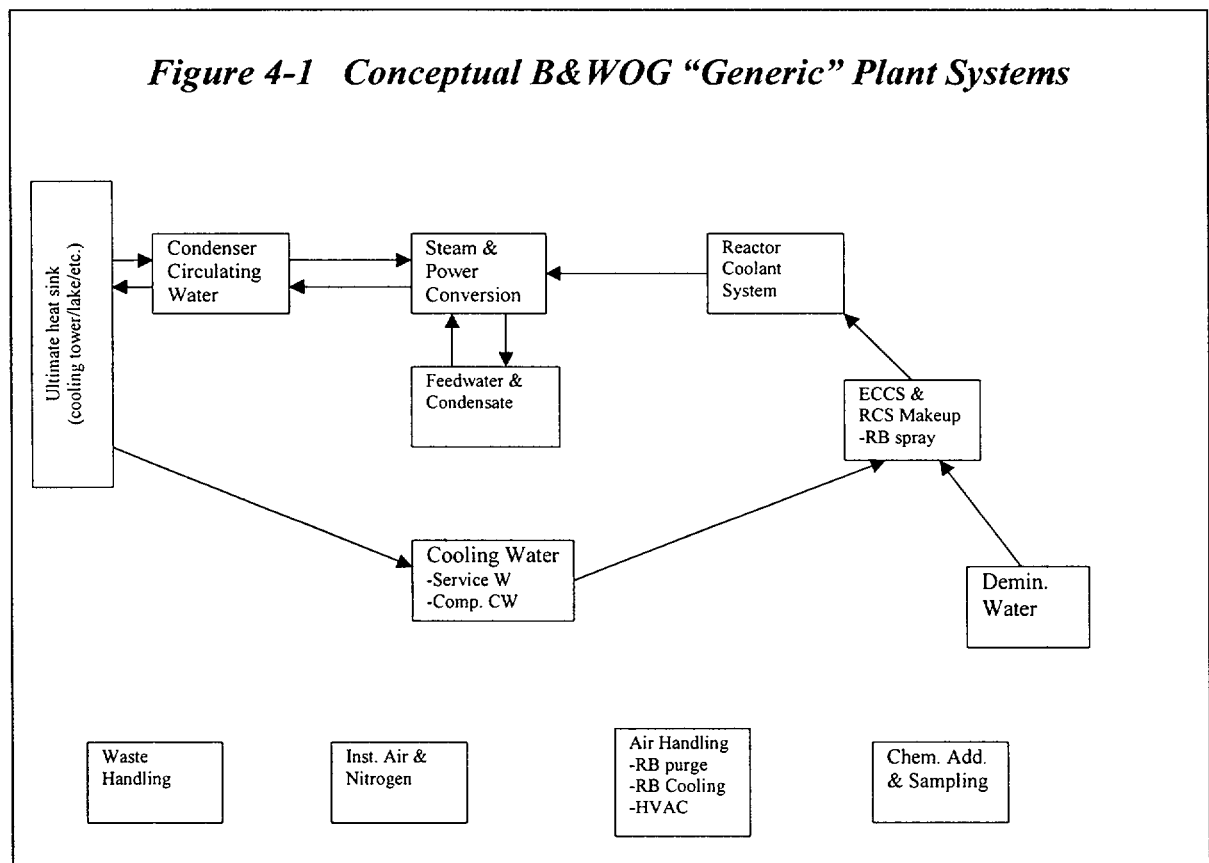 Figure 4-1 Conceptual B&WOG “Generic” Plant Systems
Ultimate heat sink
(cooling tower/lake/etc.)
Condenser
Circulating
Water
Steam &
Power
Conversion
Reactor
Coolant
System
Feedwater &
Condensate
ECCS &
RCS Makeup
-RB spray
Cooling Water
-Service W
-Comp. CW
Demin.
Water
Waste
Handling
Inst. Air &
Nitrogen
Air Handling
-RB purge
-RB Cooling
-HVAC
Chem. Add.
& Sampling